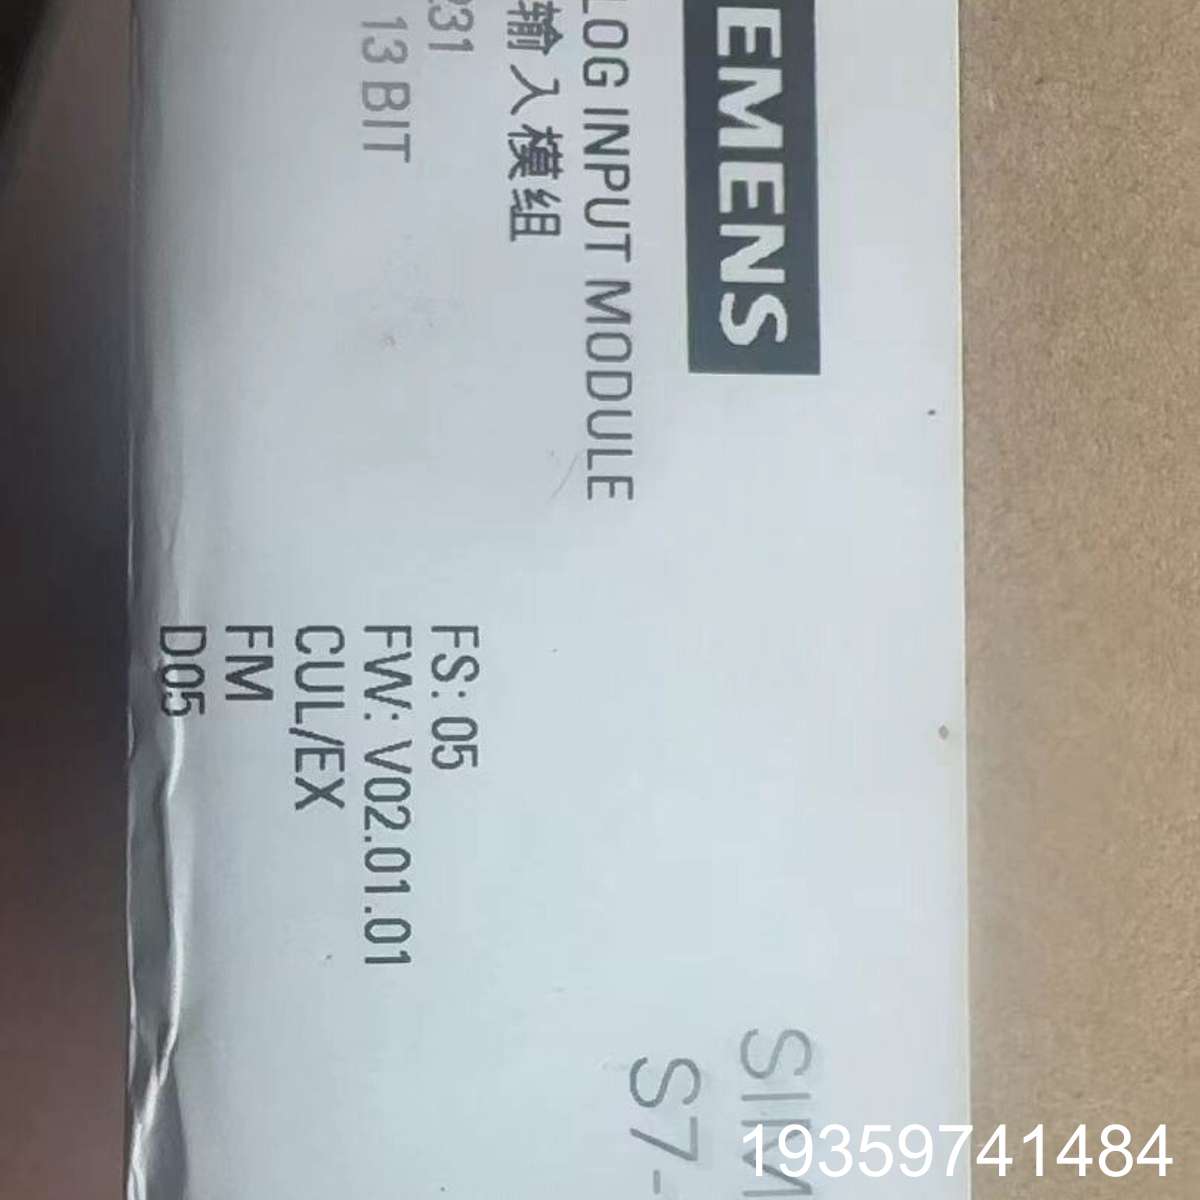 EMENS
LOG INPUT MODULE
输入模组
231
13 BIT
FS: 05
FW: V02.01.01
CUL/EX
FM
D05
SIM
S7-
19359741484